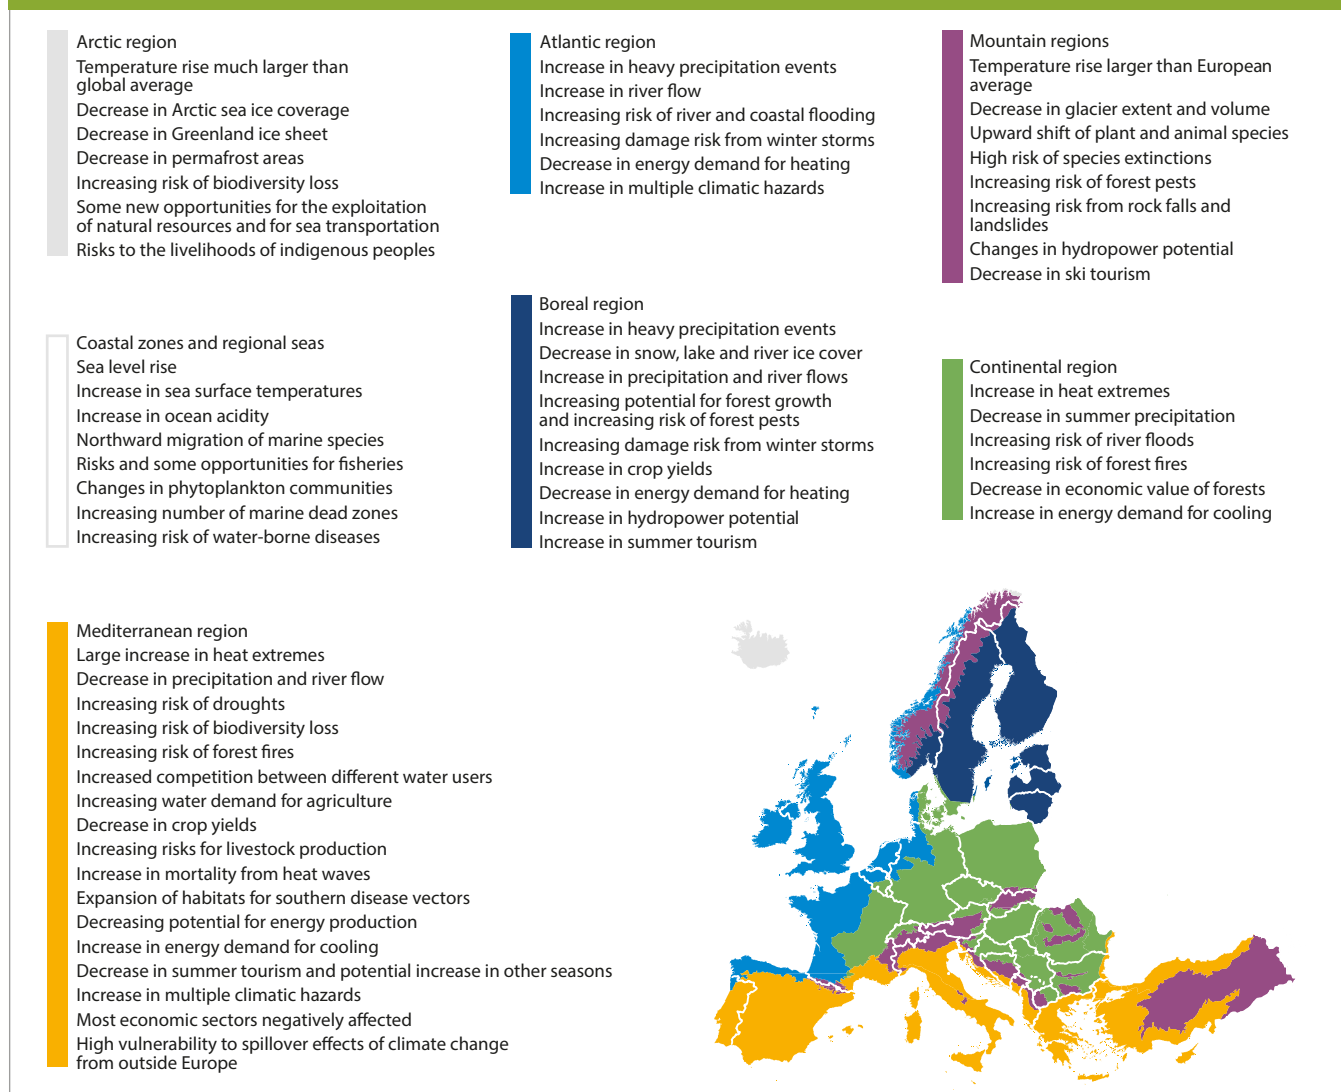 Arctic region
Temperature rise much larger than
global average
Decrease in Arctic sea ice coverage
Decrease in Greenland ice sheet
Decrease in permafrost areas
Increasing risk of biodiversity loss
Some new opportunities for the exploitation
of natural resources and for sea transportation
Risks to the livelihoods of indigenous peoples
Coastal zones and regional seas
Sea level rise
Increase in sea surface temperatures
Increase in ocean acidity
Northward migration of marine species
Risks and some opportunities for fisheries
Changes in phytoplankton communities
Increasing number of marine dead zones
Increasing risk of water-borne diseases
Atlantic region
Increase in heavy precipitation events
Increase in river flow
Increasing risk of river and coastal flooding
Increasing damage risk from winter storms
Decrease in energy demand for heating
Increase in multiple climatic hazards
Boreal region
Increase in heavy precipitation events
Decrease in snow, lake and river ice cover
Increase in precipitation and river flows
Increasing potential for forest growth
and increasing risk of forest pests
Increasing damage risk from winter storms
Increase in crop yields
Decrease in energy demand for heating
Increase in hydropower potential
Increase in summer tourism
Mountain regions
Temperature rise larger than European
average
Decrease in glacier extent and volume
Upward shift of plant and animal species
High risk of species extinctions
Increasing risk of forest pests
Increasing risk from rock falls and
landslides
Changes in hydropower potential
Decrease in ski tourism
Continental region
Increase in heat extremes
Decrease in summer precipitation
Increasing risk of river floods
Increasing risk of forest fires
Decrease in economic value of forests
Increase in energy demand for cooling
Mediterranean region
Large increase in heat extremes
Decrease in precipitation and river flow
Increasing risk of droughts
Increasing risk of biodiversity loss
Increasing risk of forest fires
Increased competition between different water users
Increasing water demand for agriculture
Decrease in crop yields
Increasing risks for livestock production
Increase in mortality from heat waves
Expansion of habitats for southern disease vectors
Decreasing potential for energy production
Increase in energy demand for cooling
Decrease in summer tourism and potential increase in other seasons
Increase in multiple climatic hazards
Most economic sectors negatively affected
High vulnerability to spillover effects of climate change
from outside Europe